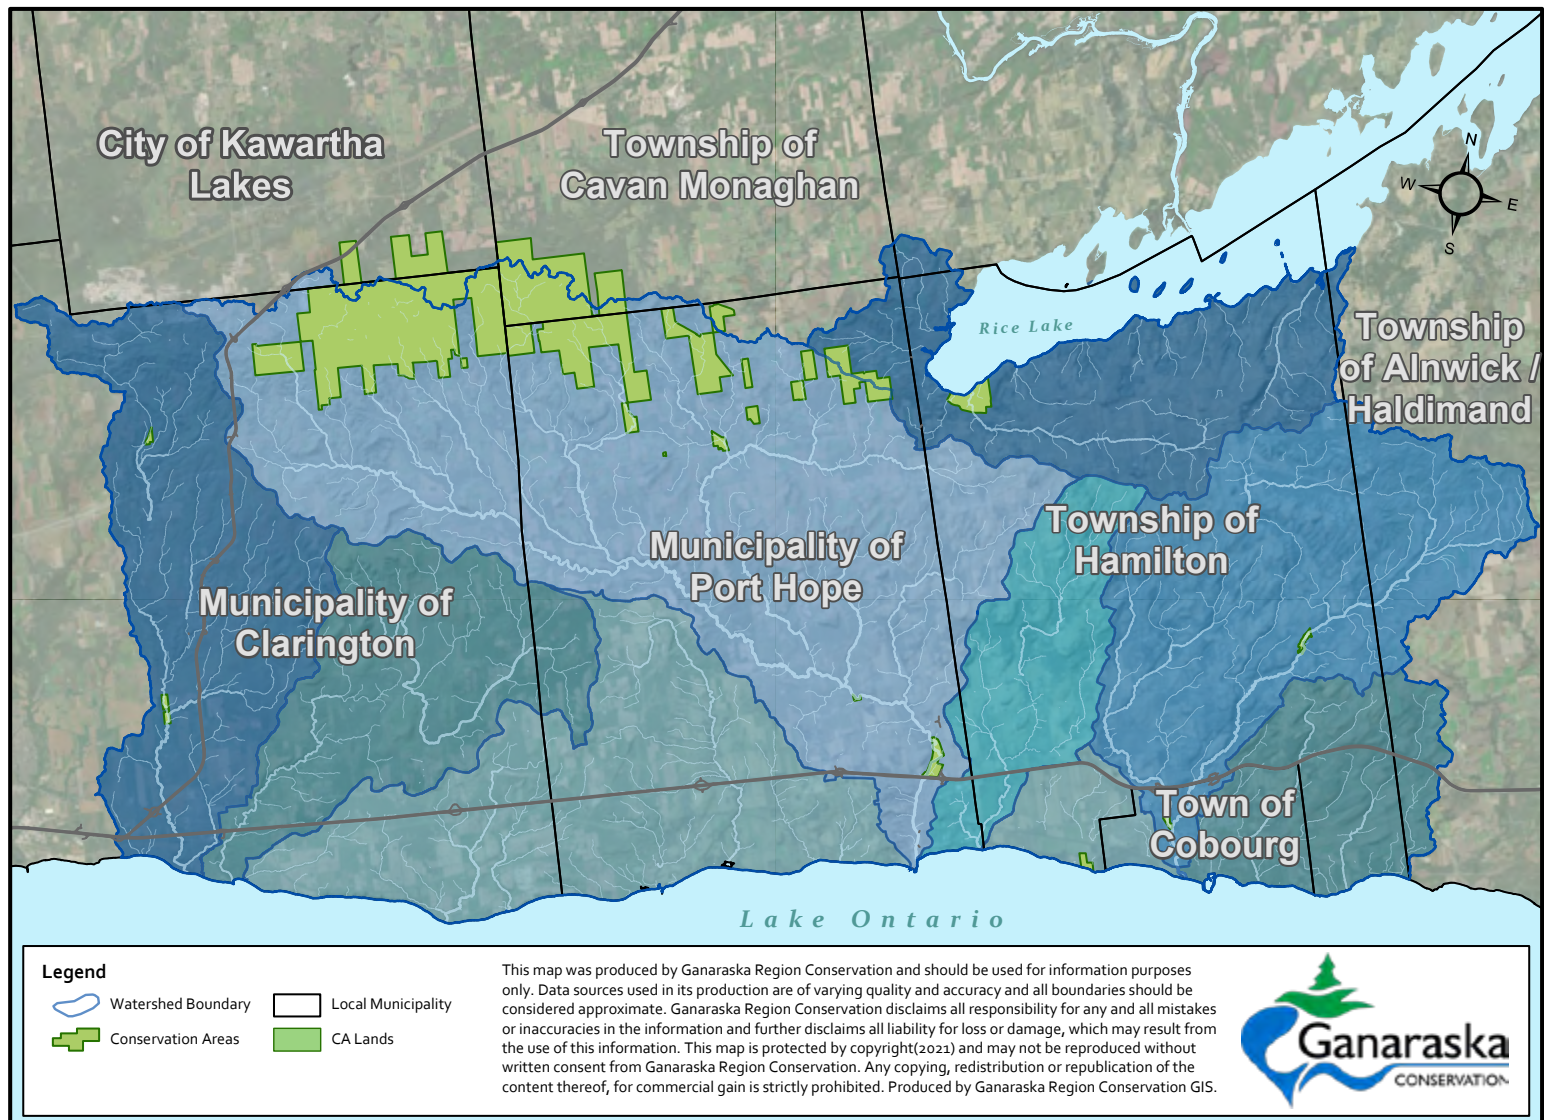 City of Kawartha
Lakes
Township of
Cavan Monaghan
N
W
E
S
Rice Lake
Township
of Alnwick /
Haldimand
Township of
Hamilton
Municipality of
Port Hope
Municipality of
Clarington
Town of
Cobourg
Lake Ontario
Legend
Watershed Boundary
Local Municipality
Conservation Areas
CA Lands
This map was produced by Ganaraska Region Conservation and should be used for information purposes
only. Data sources used in its production are of varying quality and accuracy and all boundaries should be
considered approximate. Ganaraska Region Conservation disclaims all responsibility for any and all mistakes
or inaccuracies in the information and further disclaims all liability for loss or damage, which may result from
the use of this information. This map is protected by copyright(2021) and may not be reproduced without
written consent from Ganaraska Region Conservation. Any copying, redistribution or republication of the
content thereof, for commercial gain is strictly prohibited. Produced by Ganaraska Region Conservation GIS.
Ganaraska
CONSERVATION